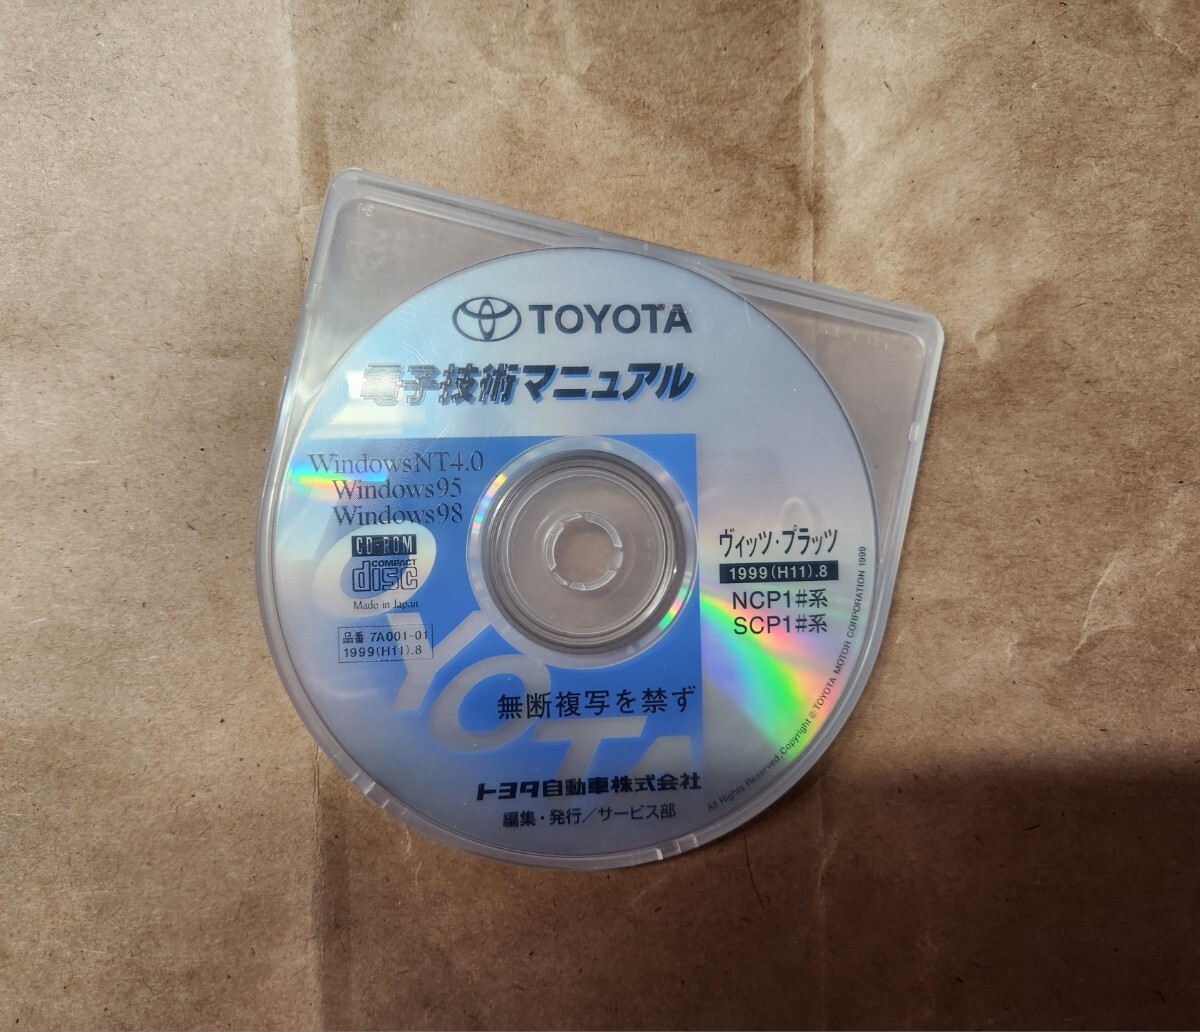 TOYOTA
電子技術マニュアル
WindowsNT4.0
Windows95
Windows98
CD-ROM
COMPACT
disc
Made in Japan
品番 7A001-01
1999(H11).8
ヴィッツ・プラッツ
1999(H11).8
NCP1#系
SCP1#系
無断複写を禁ず
OYOTA
トヨタ自動車株式会社
編集・発行/サービス部
All Rights Reserved,Copyright © TOYOTA MOTOR CORPORATION 1999